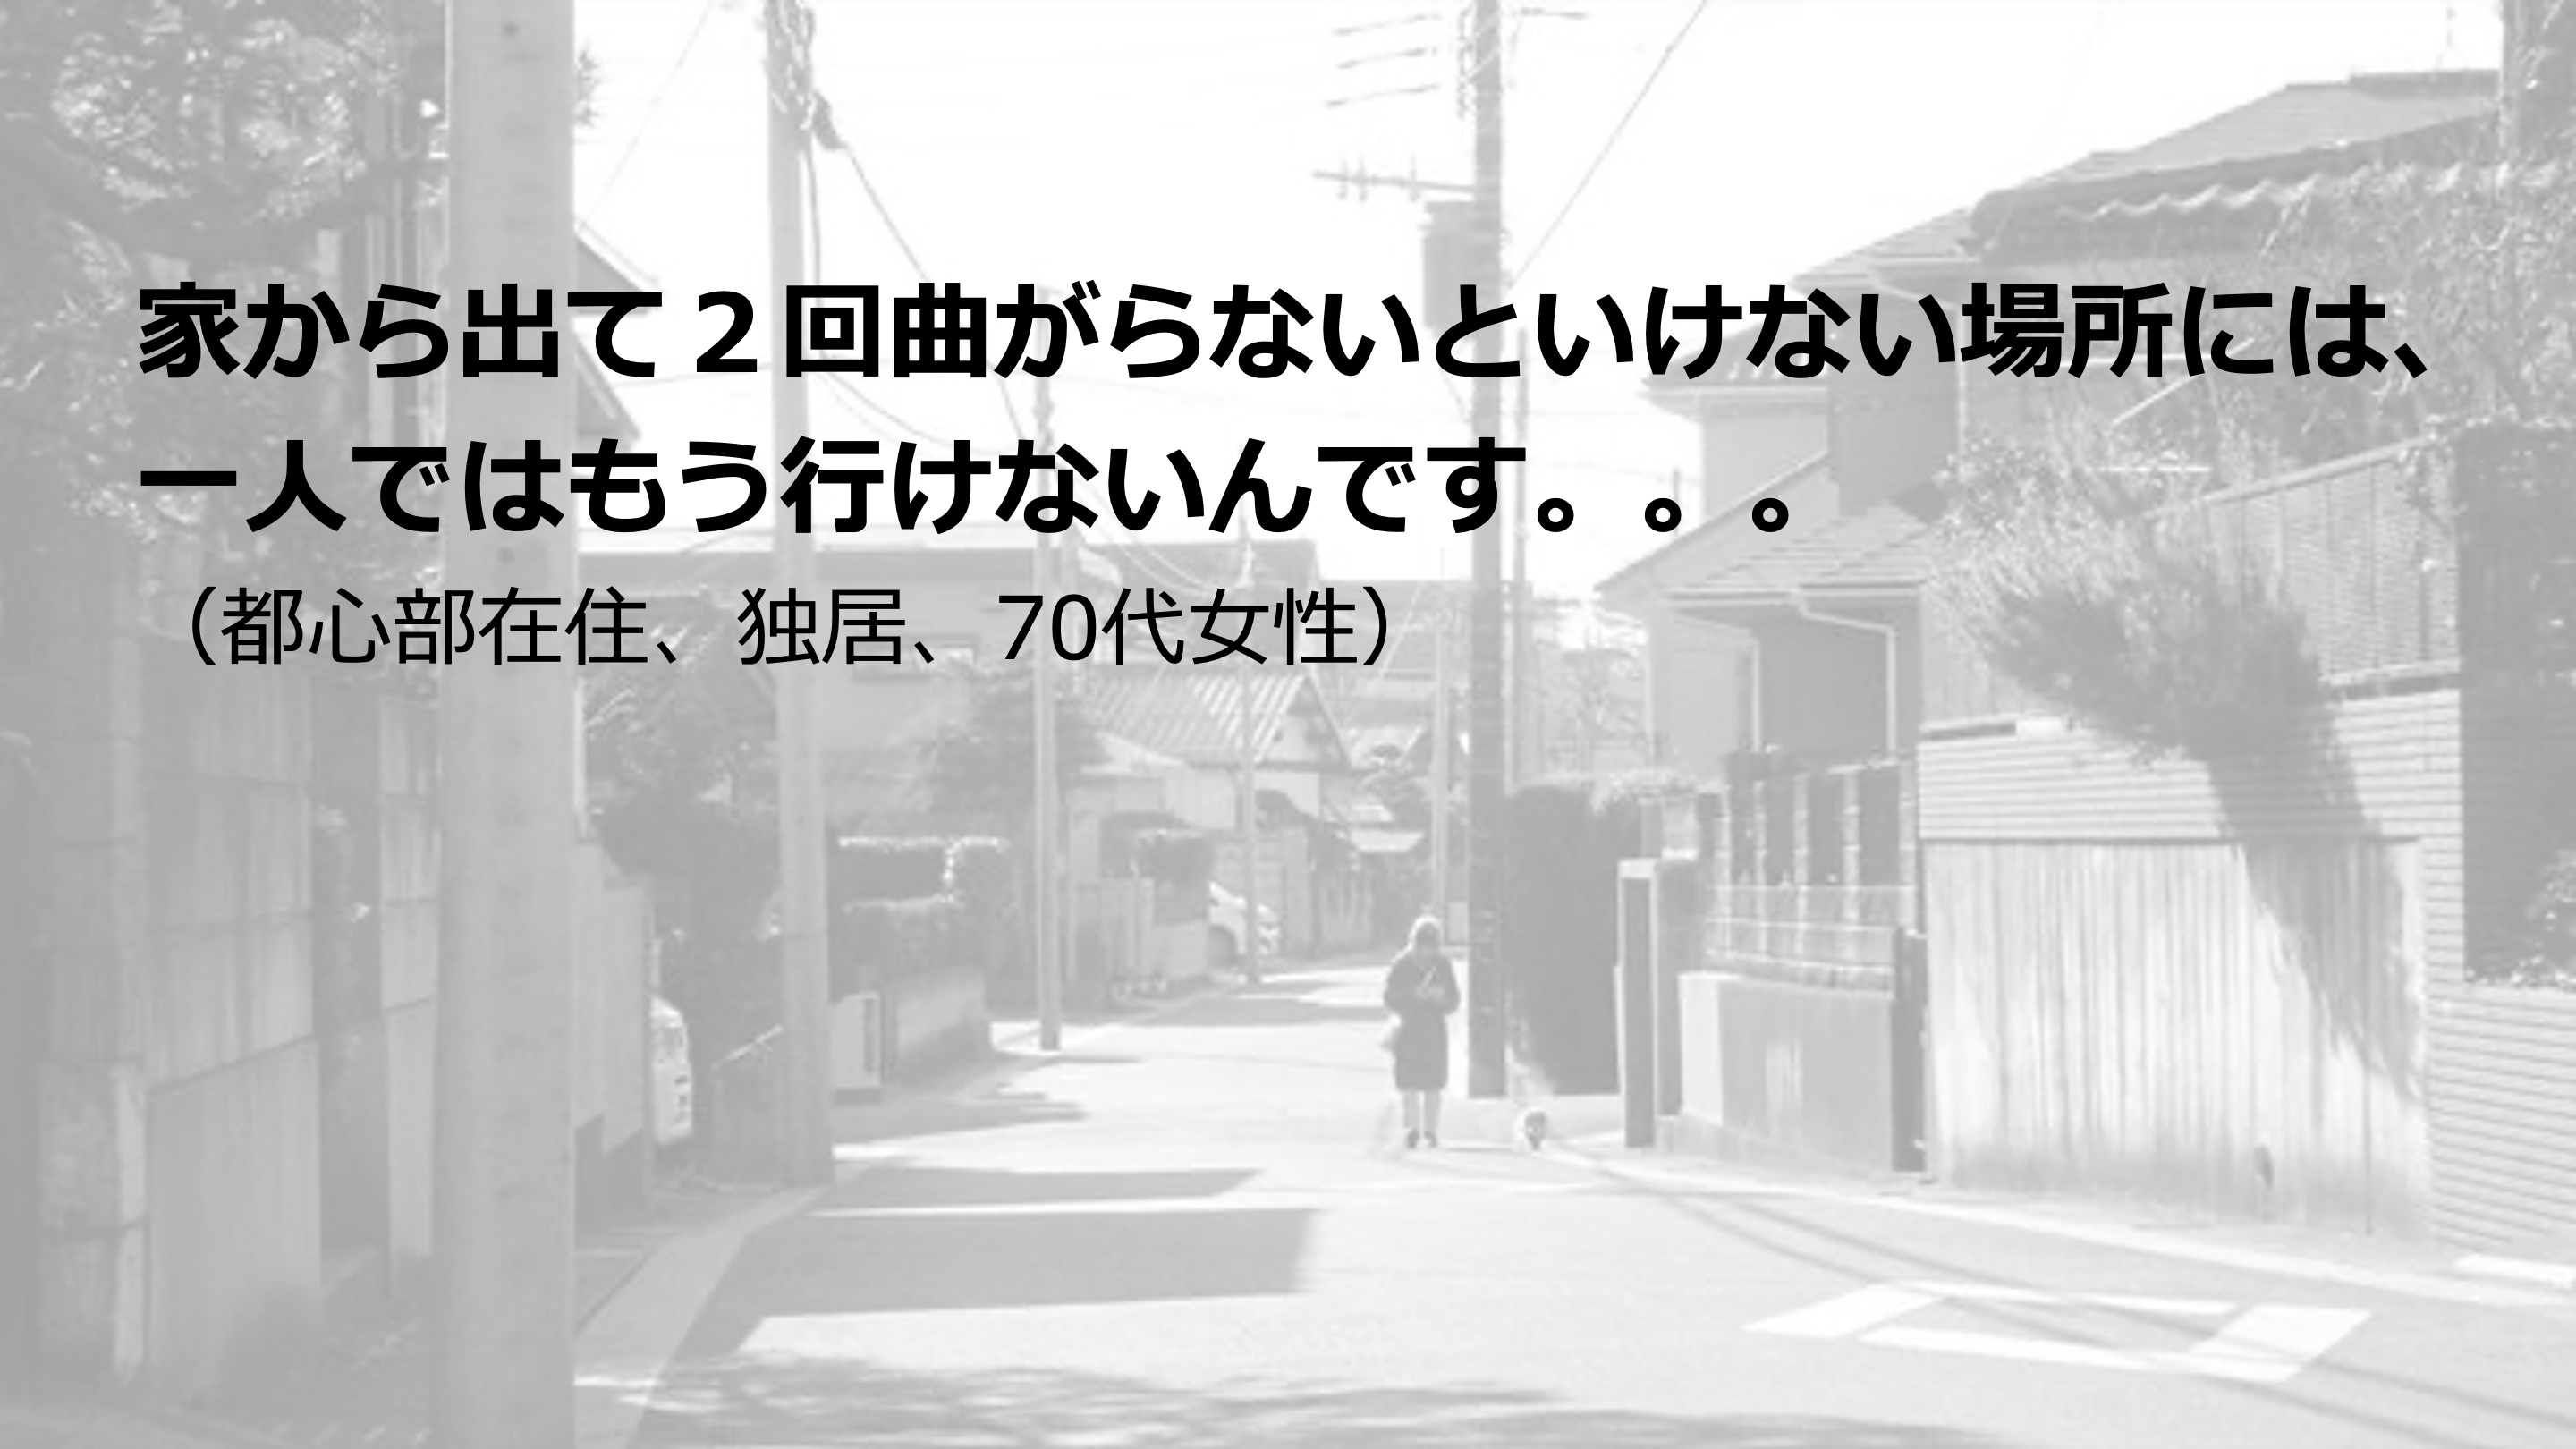 家から出て２回曲がらないといけない場所には、
一人ではもう行けないんです。。。
（都心部在住、独居、70代女性）